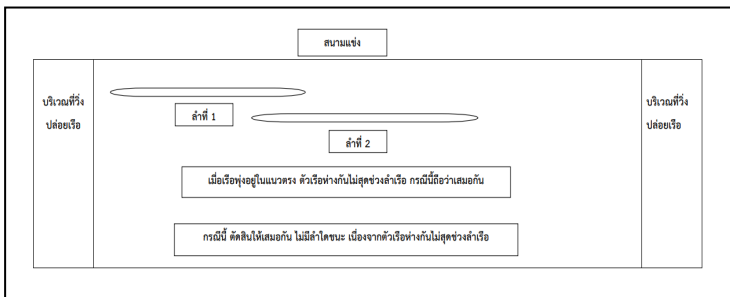 สนามแข่ง
บริเวณที่วิ่ง
ปล่อยเรือ
บริเวณที่วิ่ง
ปล่อยเรือ
ลำที่ 1
ลำที่ 2
เมื่อเรือพุ่งอยู่ในแนวตรง ตัวเรือห่างกันไม่สุดช่วงลำเรือ กรณีนี้ถือว่าเสมอกัน
กรณีนี้ ตัดสินให้เสมอกัน ไม่มีลำใดชนะ เนื่องจากตัวเรือห่างกันไม่สุดช่วงลำเรือ